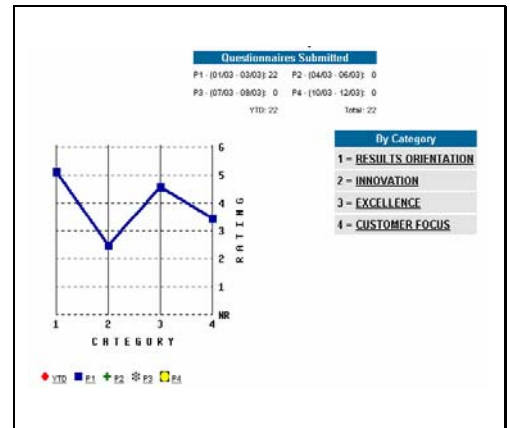 Questionnaires Submitted
P1 - (01/03 - 03/03): 22 P2 - (04/03 - 06/03): 0
P3 - (07/03 - 09/03): 0 P4 - (10/03 - 12/03): 0
YTD: 22 Total: 22
By Category
1 = RESULTS ORIENTATION
2 = INNOVATION
3 = EXCELLENCE
4 = CUSTOMER FOCUS
6
5
4
3
2
1
NR
RATING
1 2 3 4
CATEGORY
YTD P1 P2 P3 P4